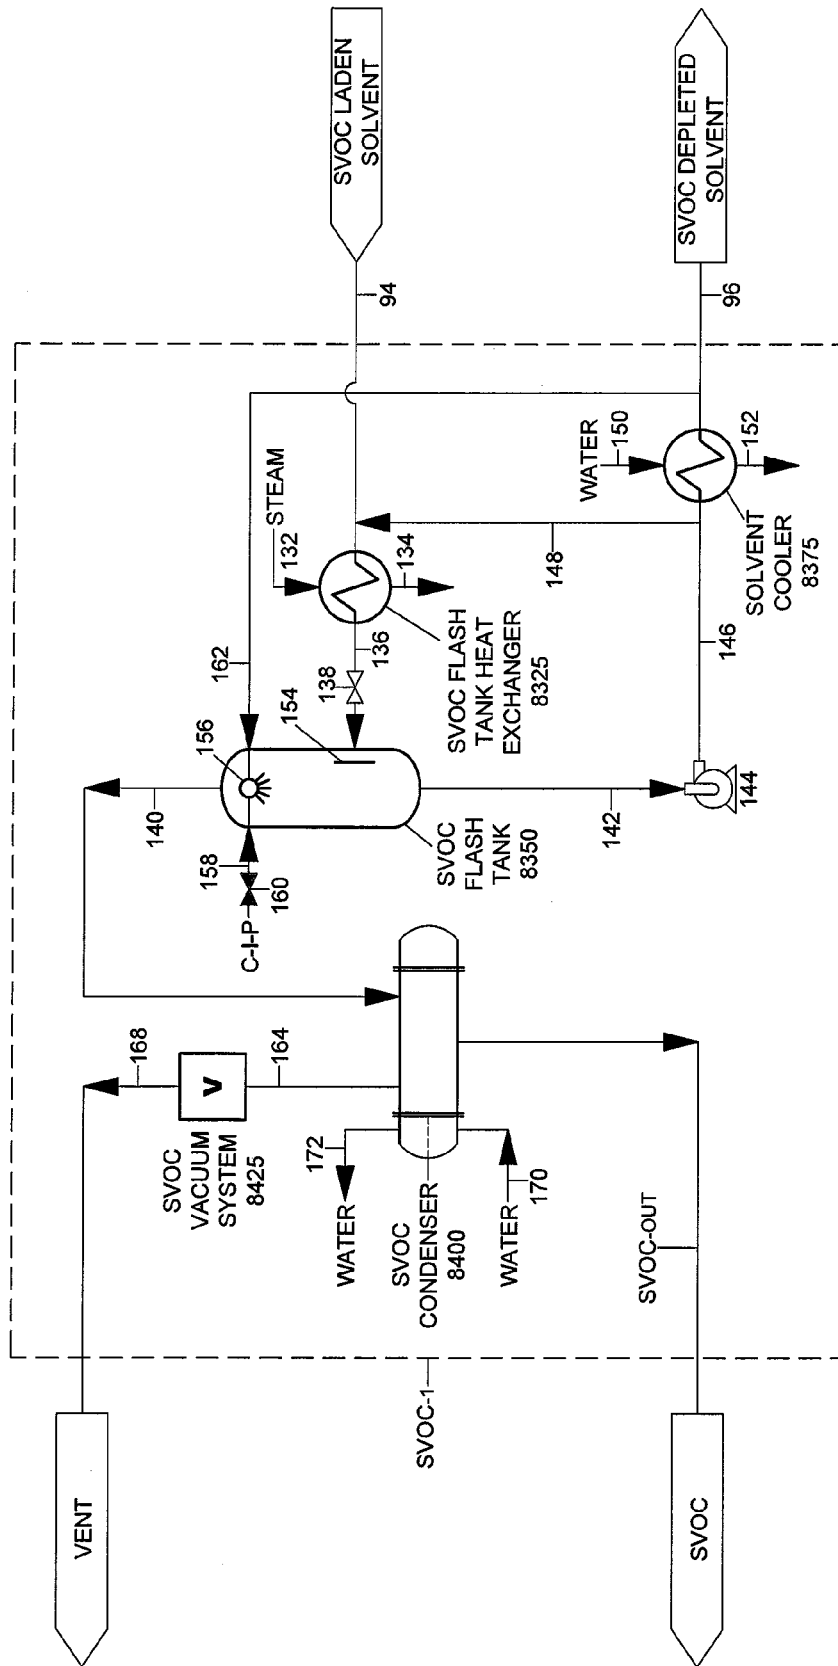 VENT
168
SVOC
VACUUM
SYSTEM
8425
V
164
172
WATER
SVOC
CONDENSER
8400
WATER
170
SVOC-1
SVOC-OUT
SVOC
140
156
162
158
160
C-I-P
SVOC
FLASH
TANK
8350
154
138
136
STEAM
132
134
SVOC FLASH
TANK HEAT
EXCHANGER
8325
142
144
146
148
WATER
150
152
SOLVENT
COOLER
8375
SVOC LADEN
SOLVENT
94
SVOC DEPLETED
SOLVENT
96